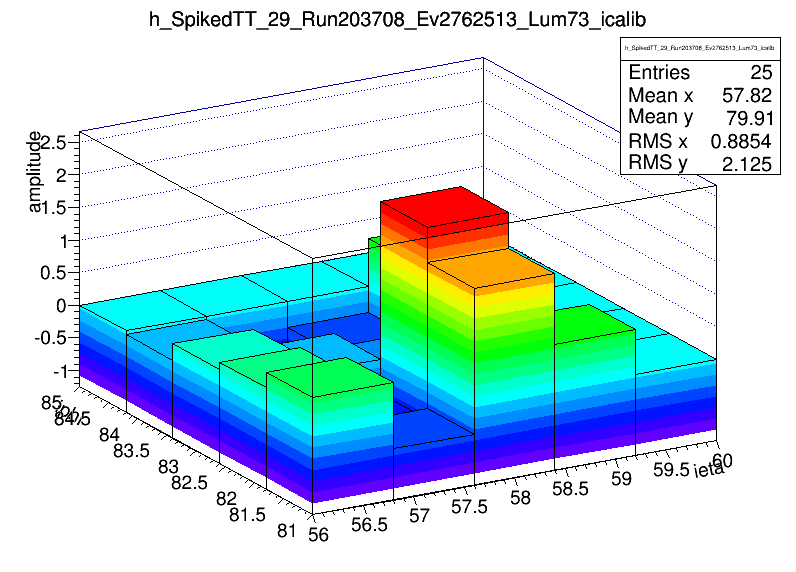 h_SpikedTT_29_Run203708_Ev2762513_Lum73_icalib
h_SpikedTT_29_Run203708_Ev2762513_Lum73_icalib
Entries 25
Mean x 57.82
Mean y 79.91
RMS x 0.8854
RMS y 2.125
amplitude
2.5
2
1.5
1
0.5
0
-0.5
-1
85
84.5
84
83.5
83
82.5
82
81.5
81
56
56.5
57
57.5
58
58.5
59
59.5
60
ieta